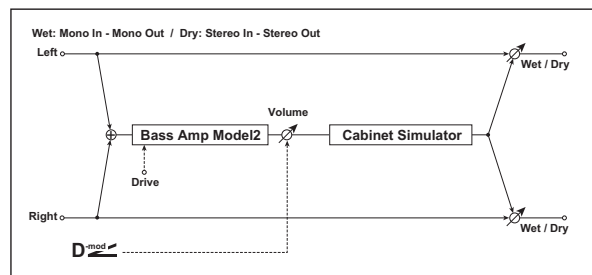 Wet: Mono In - Mono Out / Dry: Stereo In - Stereo Out
Left
Wet / Dry
Volume
Bass Amp Model2
Cabinet Simulator
Drive
Right
Wet / Dry
D-mod